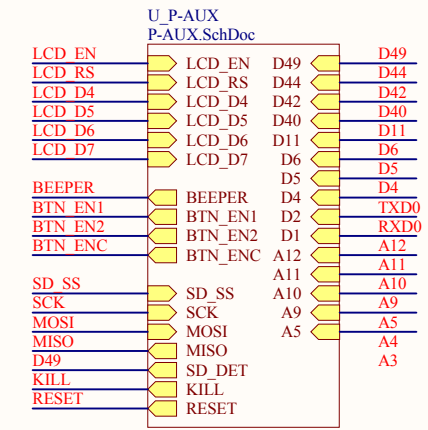 U_P-AUX
P-AUX.SchDoc
LCD_EN LCD_EN D49 D49
LCD_RS LCD_RS D44 D44
LCD_D4 LCD_D4 D42 D42
LCD_D5 LCD_D5 D40 D40
LCD_D6 LCD_D6 D11 D11
LCD_D7 LCD_D7 D6 D6
D5 D5
BEEPER BEEPER D4 D4
BTN_EN1 BTN_EN1 D2 TXD0
BTN_EN2 BTN_EN2 D1 RXD0
BTN_ENC BTN_ENC A12 A12
A11 A11
SD_SS SD_SS A10 A10
SCK SCK A9 A9
MOSI MOSI A5 A5
MISO MISO A4
D49 SD_DET A3
KILL KILL
RESET RESET